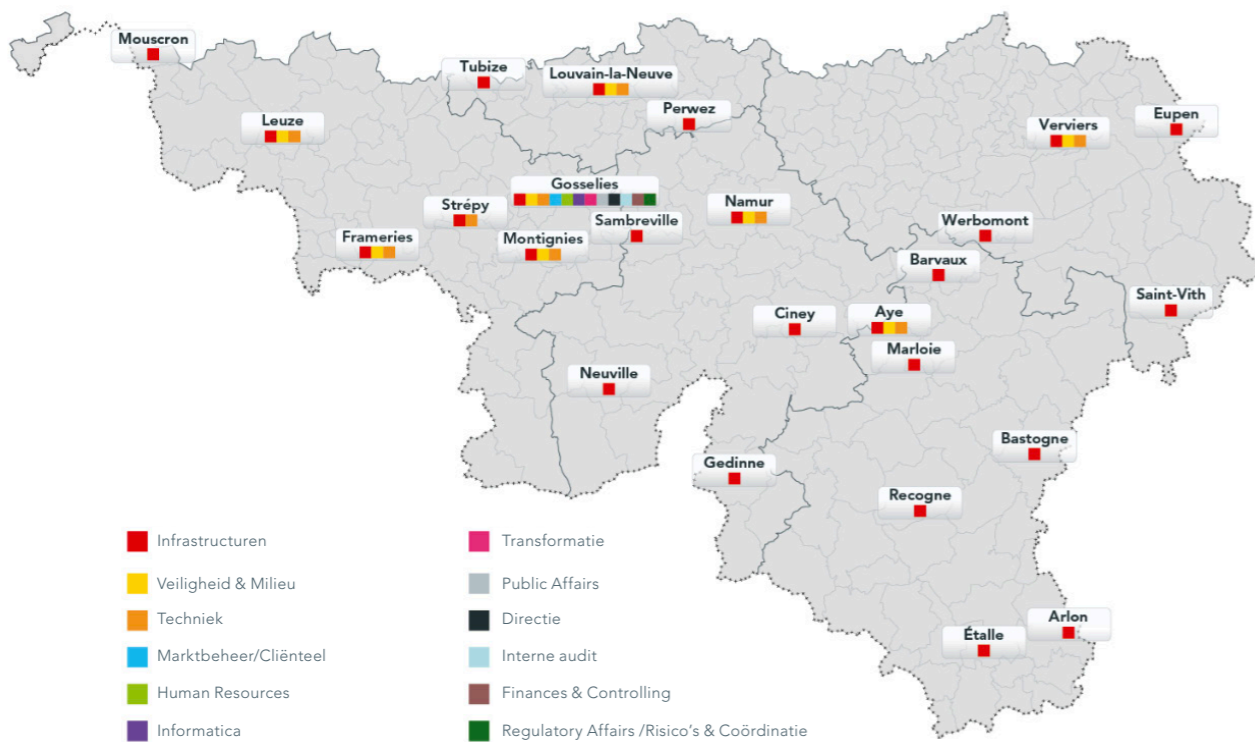 Mouscron
Tubize
Louvain-la-Neuve
Perwez
Leuze
Verviers
Eupen
Gosselies
Strépy
Sambreville
Namur
Frameries
Montignies
Werbomont
Barvaux
Saint-Vith
Ciney
Aye
Marloie
Neuville
Bastogne
Gedinne
Recogne
Arlon
Étalle
Infrastructuren
Veiligheid & Milieu
Techniek
Marktbeheer/Cliënteel
Human Resources
Informatica
Transformatie
Public Affairs
Directie
Interne audit
Finances & Controlling
Regulatory Affairs /Risico's & Coördinatie